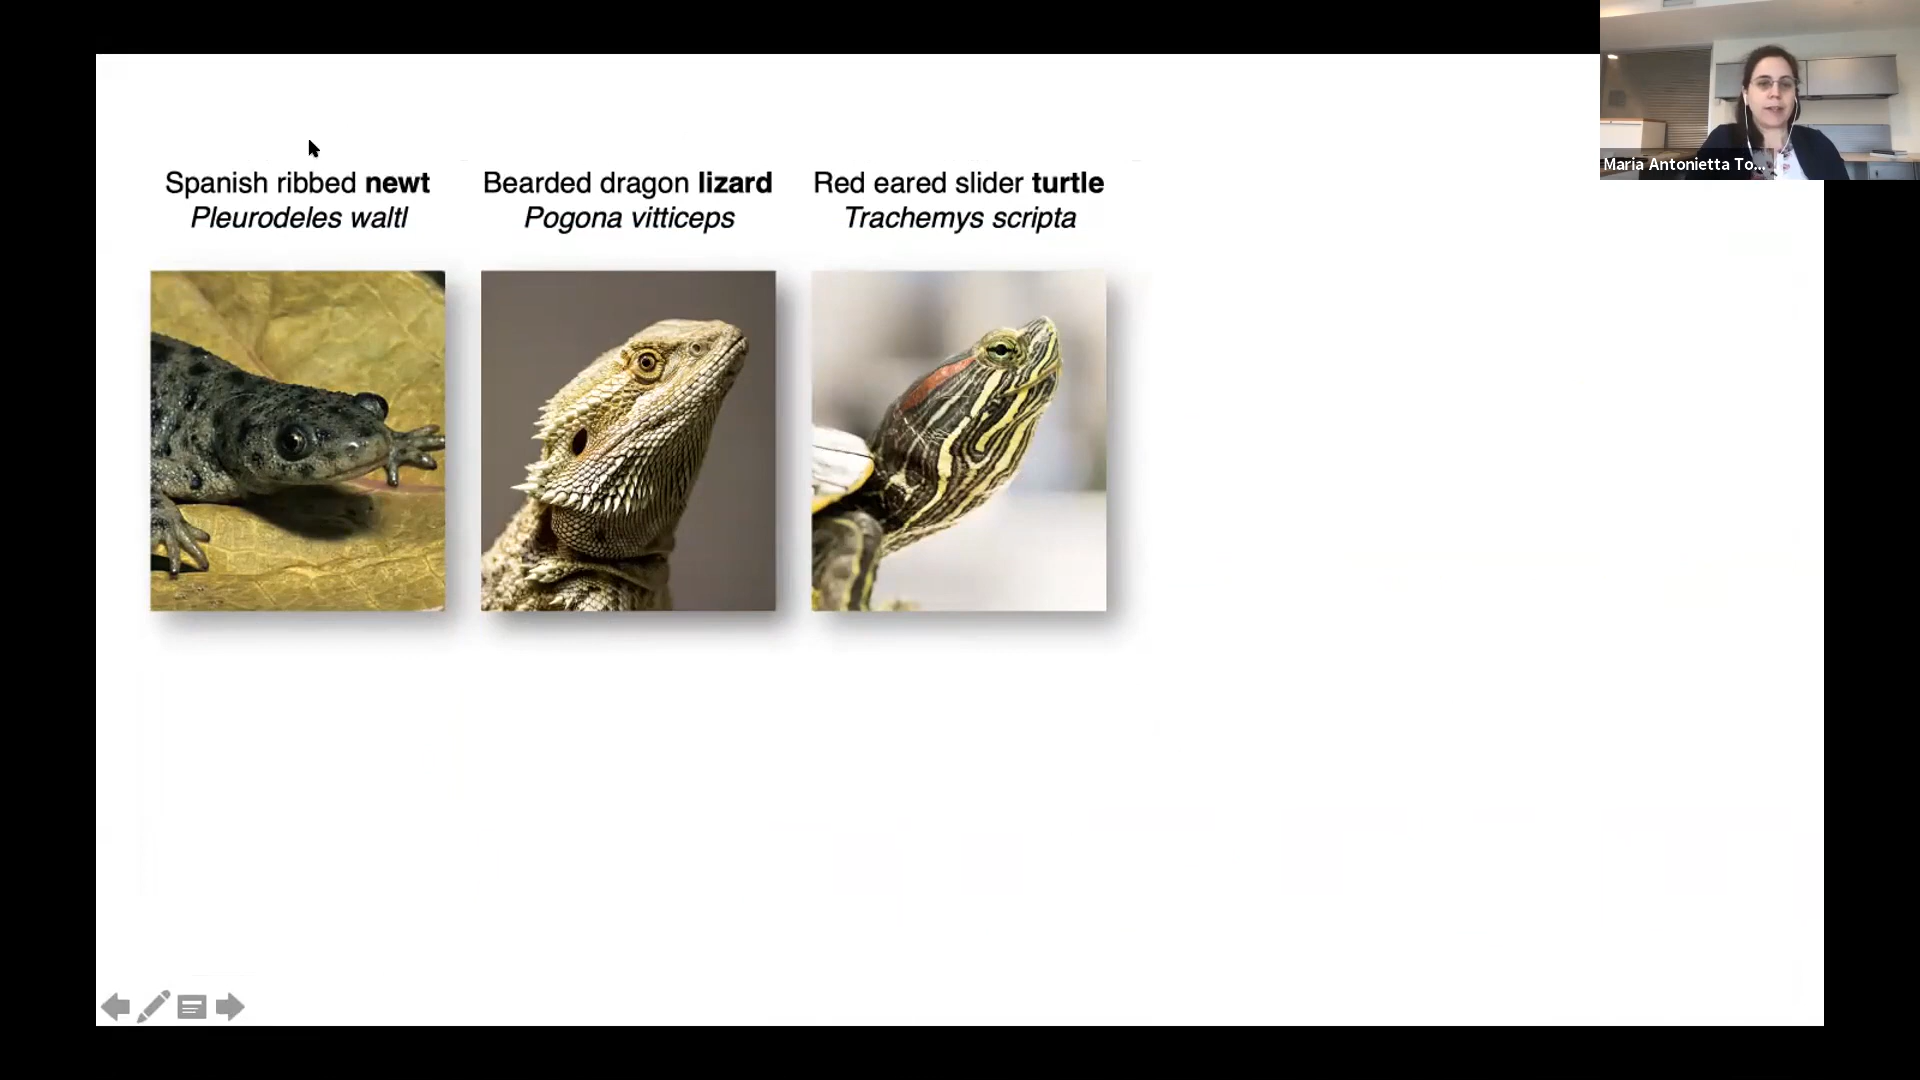 Spanish ribbed newt
Pleurodeles waltl
Bearded dragon lizard
Pogona vitticeps
Red eared slider turtle
Trachemys scripta
Maria Antonietta To...